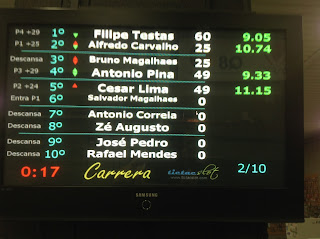 P4 +29 1º Filipe Testas 60 9.05
P1 +25 2º Alfredo Carvalho 25 10.74
Descansa 3º Bruno Magalhaes 25
P3 +29 4º Antonio Pina 49 9.33
P2 +24 5º Cesar Lima 49 11.15
Entra P1 6º Salvador Magalhaes 0
Descansa 7º Antonio Correia 0
Descansa 8º Zé Augusto 0
Descansa 9º José Pedro 0
Descansa 10º Rafael Mendes 0
0:17 Carrera 2/10
SAMSUNG